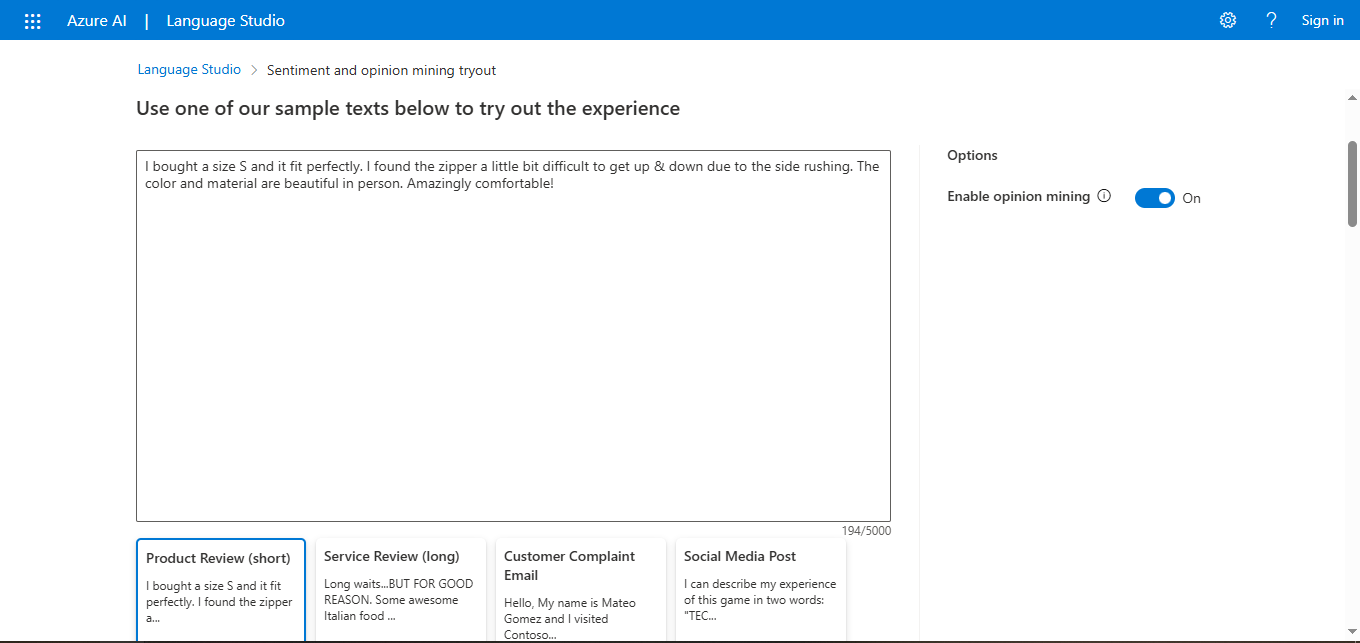 Azure AI | Language Studio ? Sign in
Language Studio > Sentiment and opinion mining tryout
Use one of our sample texts below to try out the experience
I bought a size S and it fit perfectly. I found the zipper a little bit difficult to get up & down due to the side rushing. The
color and material are beautiful in person. Amazingly comfortable!
194/5000
Options
Enable opinion mining On
Product Review (short)
I bought a size S and it fit
perfectly. I found the zipper
a...
Service Review (long)
Long waits...BUT FOR GOOD
REASON. Some awesome
Italian food ...
Customer Complaint
Email
Hello, My name is Mateo
Gomez and I visited
Contoso...
Social Media Post
I can describe my experience
of this game in two words:
"TEC...